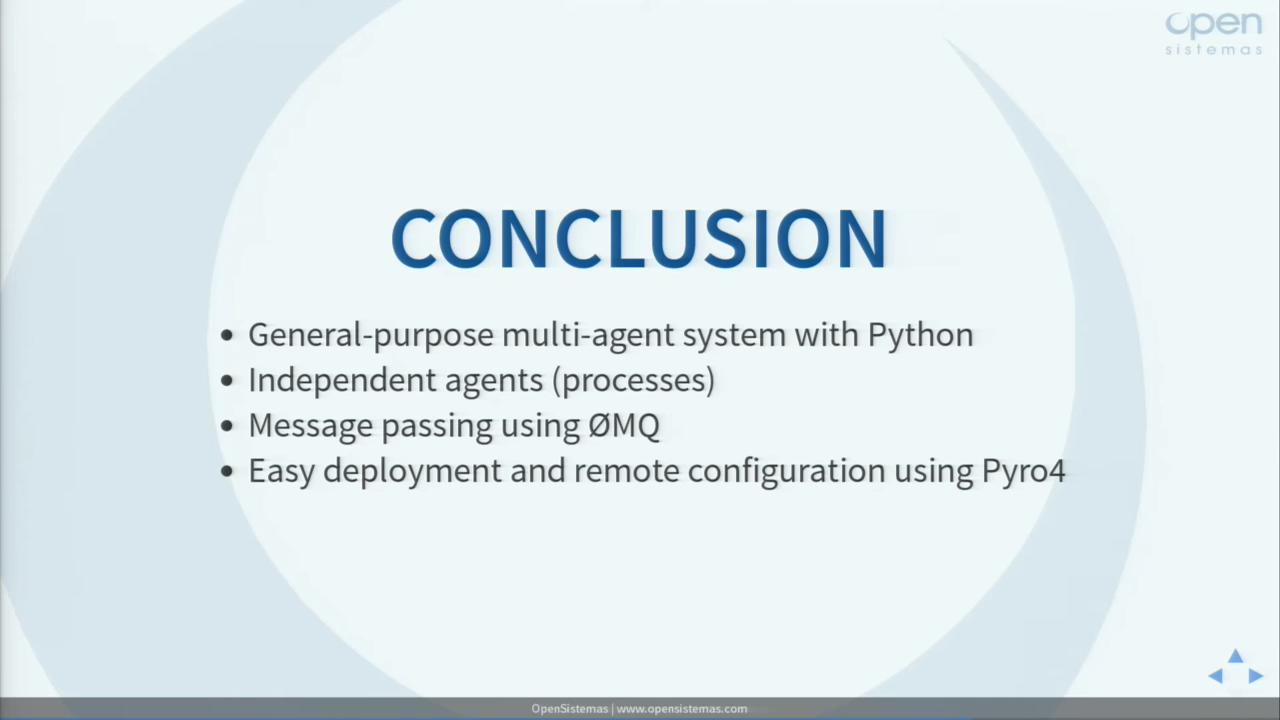 open
sistemas
CONCLUSION
• General-purpose multi-agent system with Python
• Independent agents (processes)
• Message passing using ØMQ
• Easy deployment and remote configuration using Pyro4
OpenSistemas | www.opensistemas.com